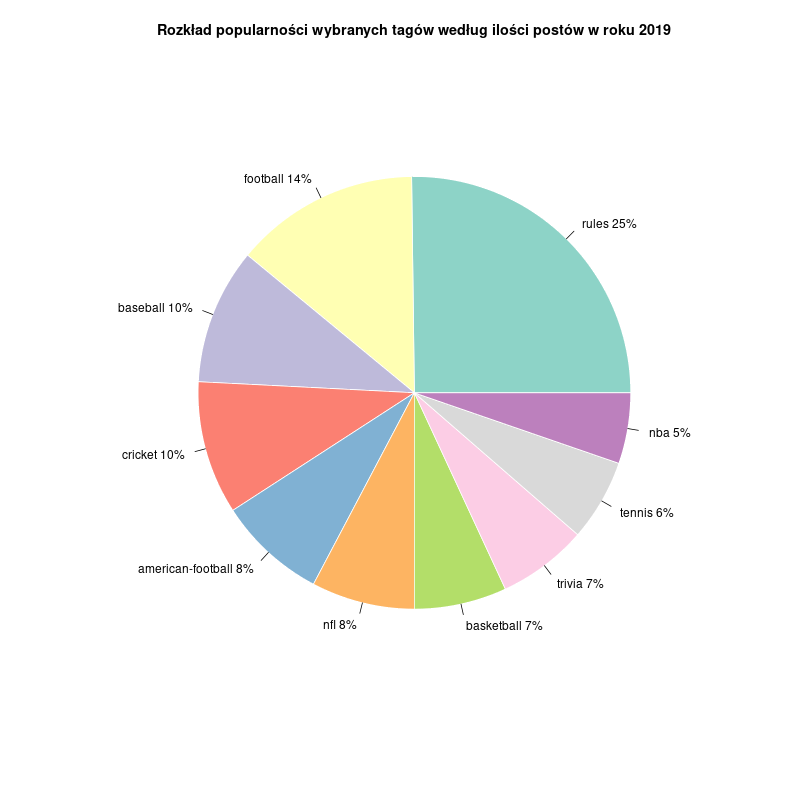 Rozkład popularności wybranych tagów według ilości postów w roku 2019
football 14%
rules 25%
baseball 10%
nba 5%
cricket 10%
tennis 6%
american-football 8%
trivia 7%
nfl 8%
basketball 7%